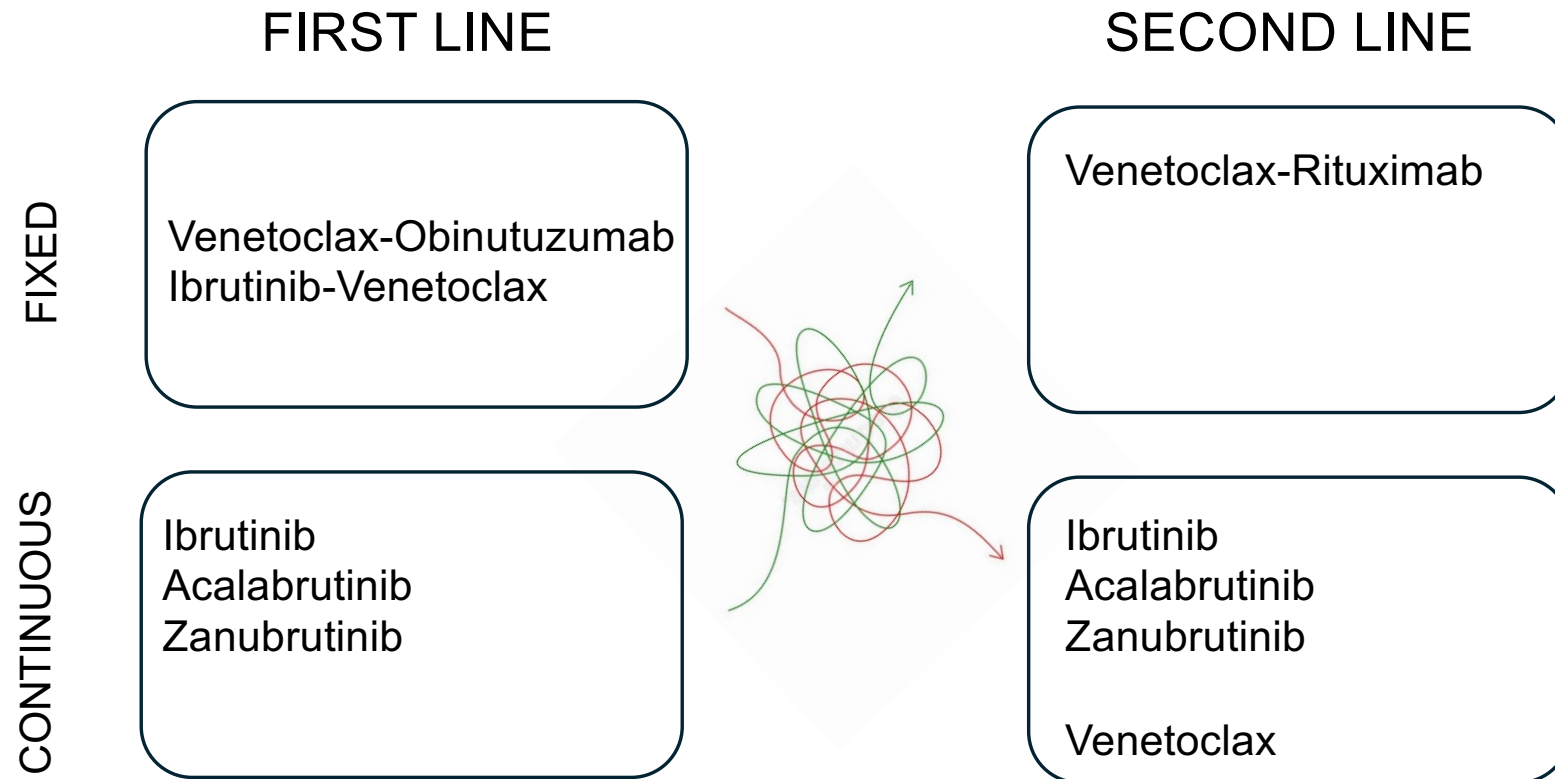 FIRST LINE
SECOND LINE
FIXED
Venetoclax-Obinutuzumab
Ibrutinib-Venetoclax
Venetoclax-Rituximab
CONTINUOUS
Ibrutinib
Acalabrutinib
Zanubrutinib
Ibrutinib
Acalabrutinib
Zanubrutinib
Venetoclax